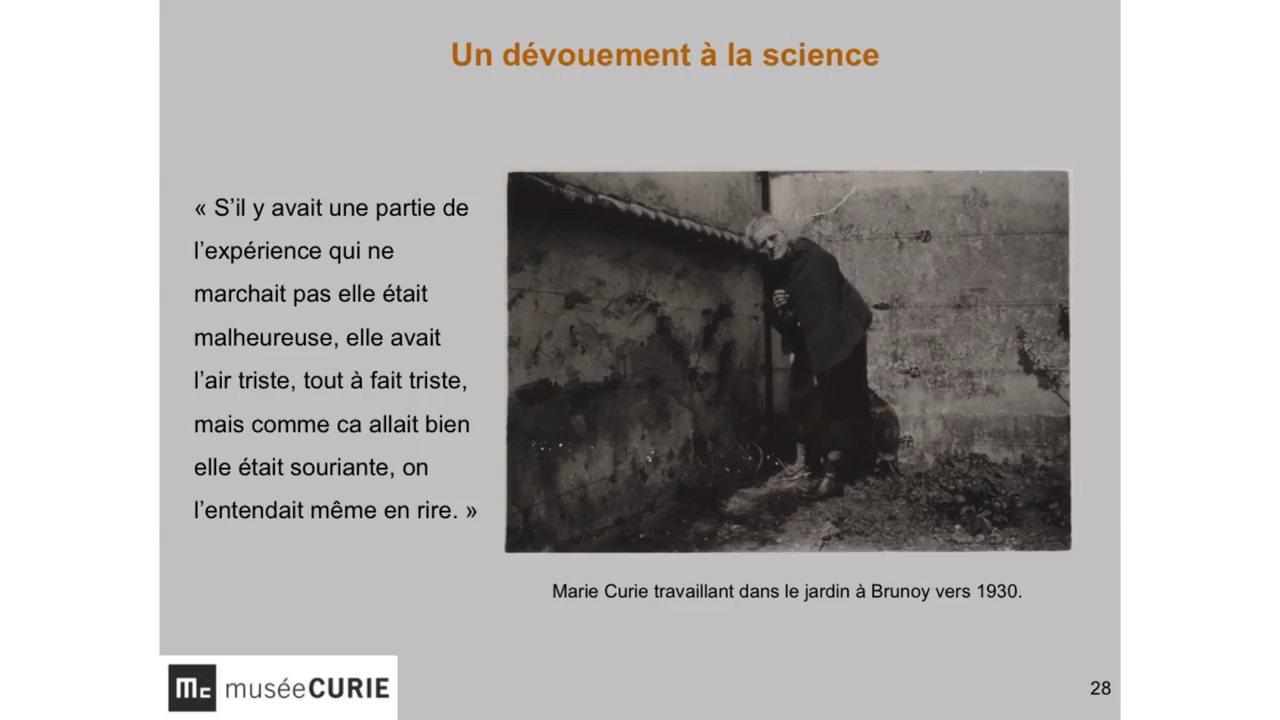 Un dévouement à la science
« S’il y avait une partie de
l’expérience qui ne
marchait pas elle était
malheureuse, elle avait
l’air triste, tout à fait triste,
mais comme ca allait bien
elle était souriante, on
l’entendait même en rire. »
Marie Curie travaillant dans le jardin à Brunoy vers 1930.
Mc muséeCURIE
28